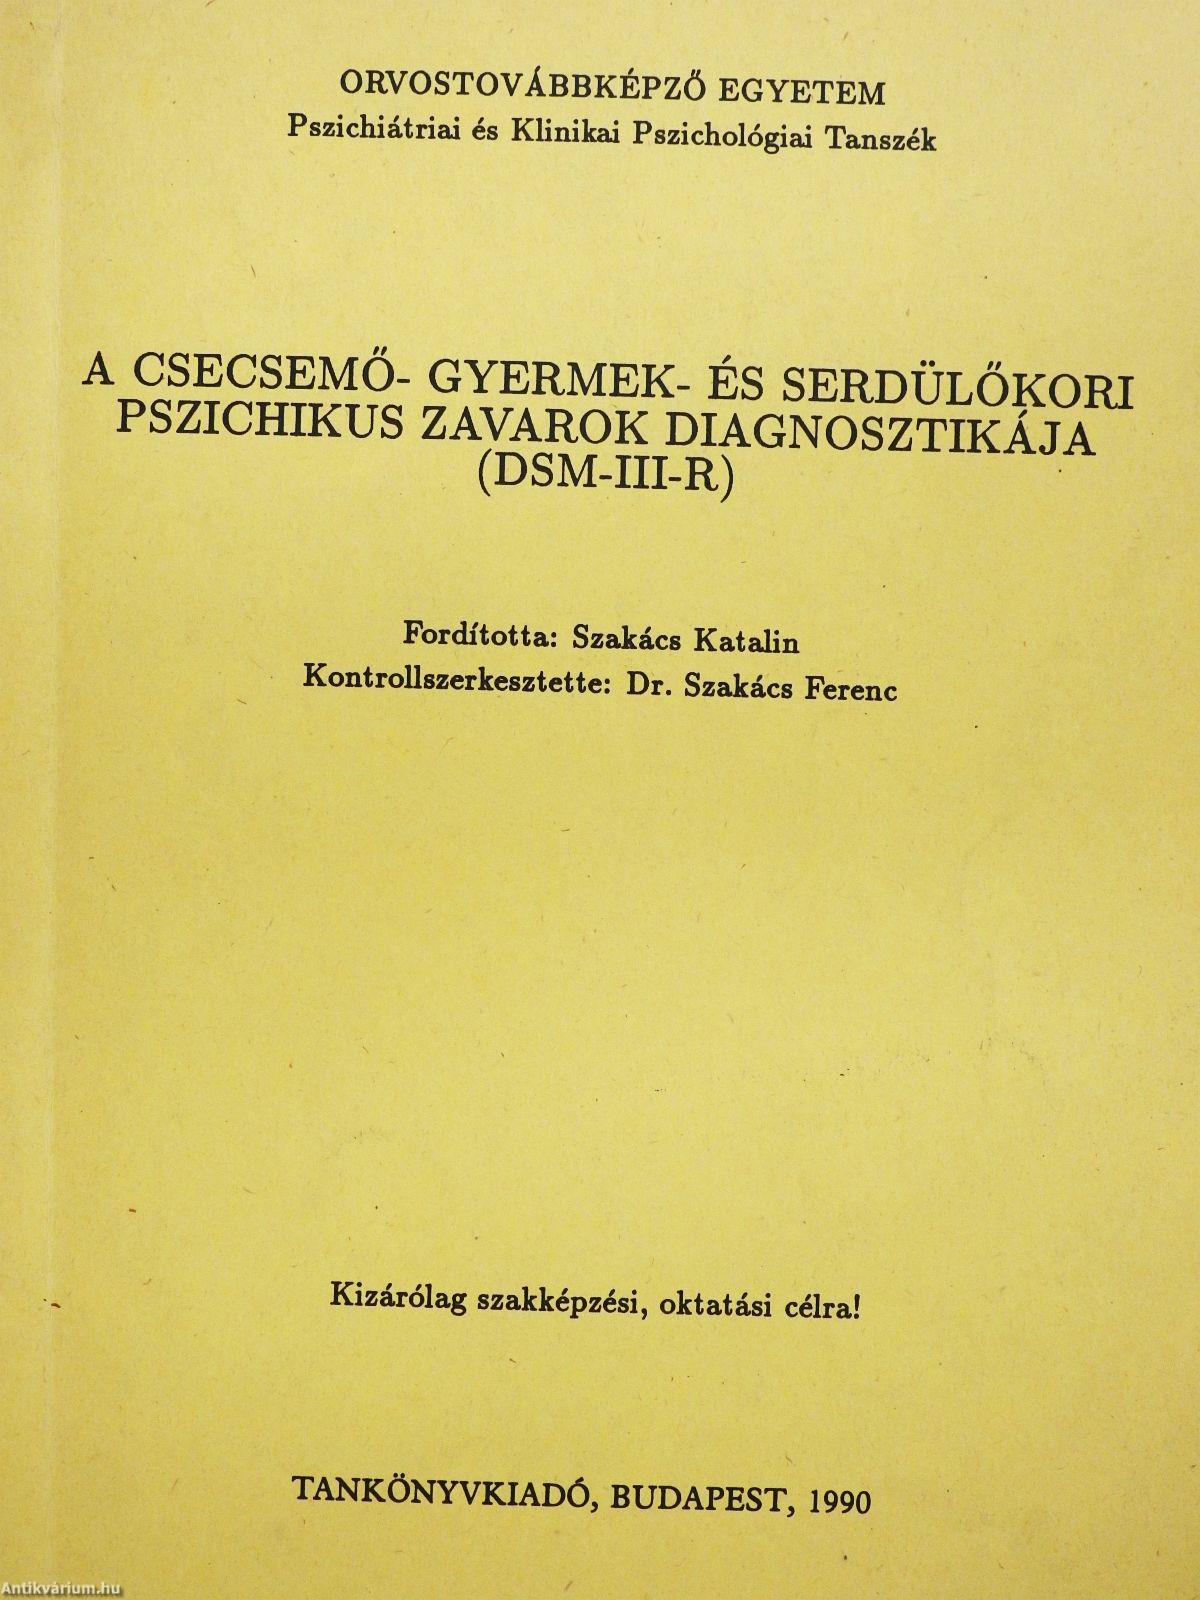 ORVOSTOVÁBBKÉPZŐ EGYETEM
Pszichiátriai és Klinikai Pszichológiai Tanszék
A CSECSEMŐ- GYERMEK- ÉS SERDÜLŐKORI
PSZICHIKUS ZAVAROK DIAGNOSZTIKÁJA
(DSM-III-R)
Fordította: Szakács Katalin
Kontrollszerkesztette: Dr. Szakács Ferenc
Kizárólag szakképzési, oktatási célra!
TANKÖNYVKIADÓ, BUDAPEST, 1990
Antikvárium.hu